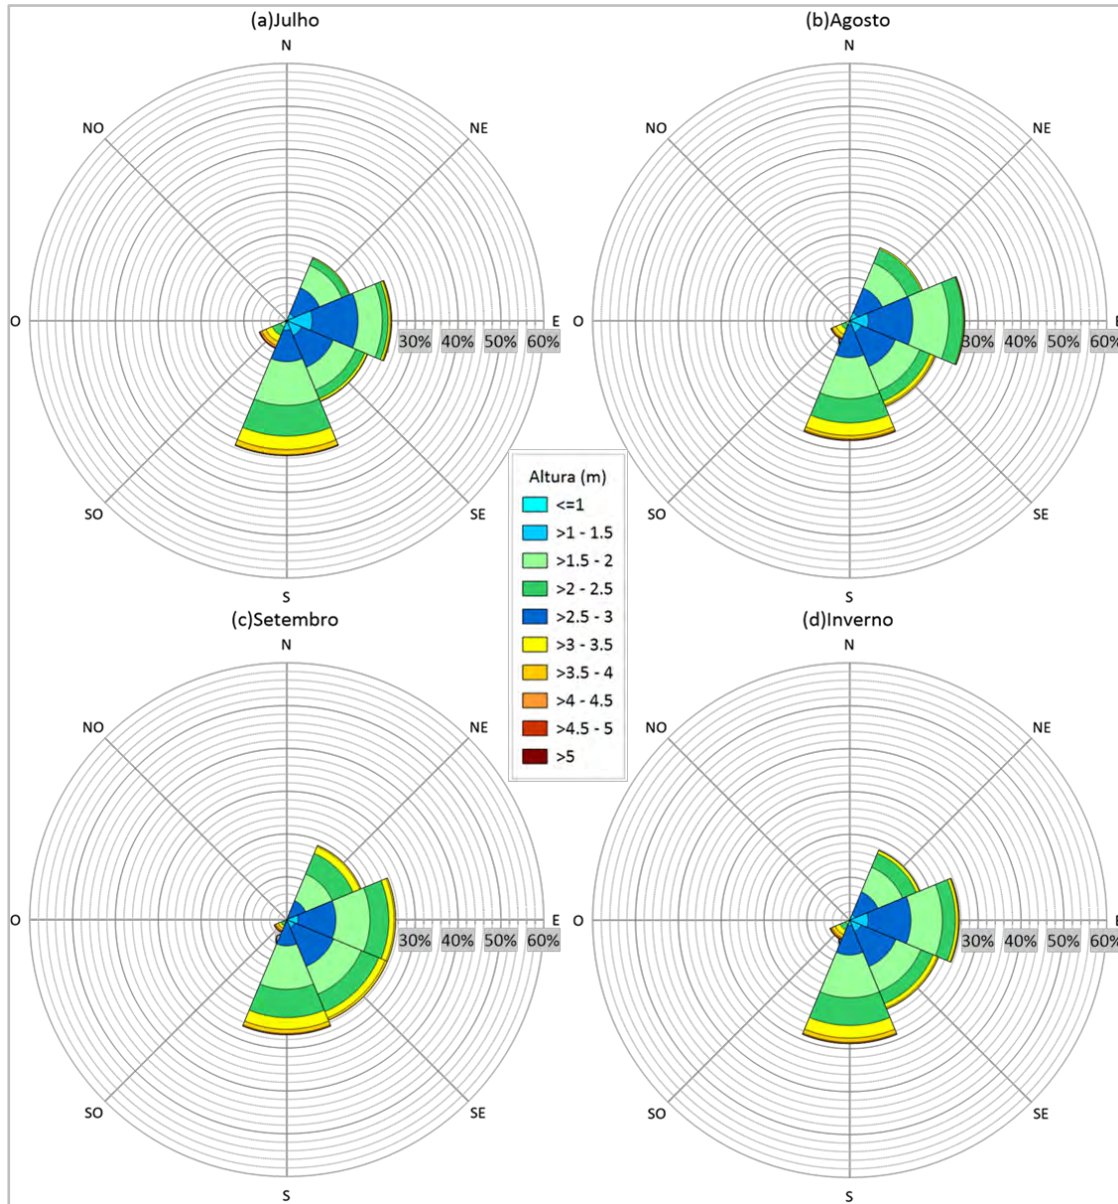 (a)Julho
N
NO
NE
O
E
30% 40% 50% 60%
SO
SE
S
(b)Agosto
N
NO
NE
O
E
30% 40% 50% 60%
SO
SE
S
Altura (m)
<=1
>1 - 1.5
>1.5 - 2
>2 - 2.5
>2.5 - 3
>3 - 3.5
>3.5 - 4
>4 - 4.5
>4.5 - 5
>5
(c)Setembro
N
NO
NE
O
E
30% 40% 50% 60%
SO
SE
S
(d)Inverno
N
NO
NE
O
E
30% 40% 50% 60%
SO
SE
S